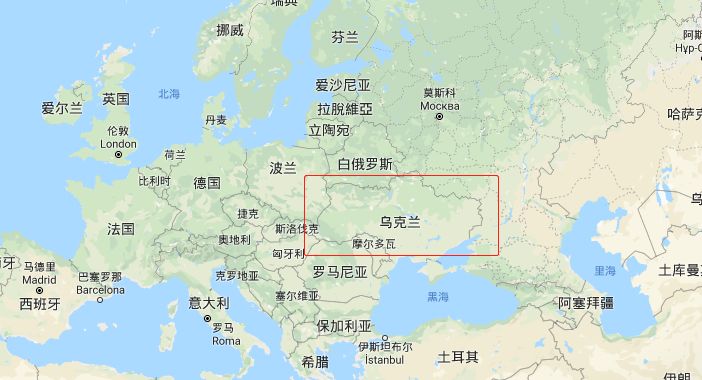 瑞典
挪威
芬兰
阿斯
Hyp-C
爱沙尼亚
北海
莫斯科
Москва
英国
爱尔兰
拉脫維亞
哈萨克
丹麦
立陶宛
伦敦
London
荷兰
白俄罗斯
波兰
比利时
德国
乌
捷克
法国
斯洛伐克
乌克兰
奥地利
摩尔多瓦
匈牙利
马德里
Madrid
巴塞罗那
Barcelona
克罗地亚
罗马尼亚
里海
土库曼
西班牙
塞尔维亚
黑海
意大利
阿塞拜疆
罗马
Roma
保加利亚
伊斯坦布尔
İstanbul
土耳其
希腊
伊朗